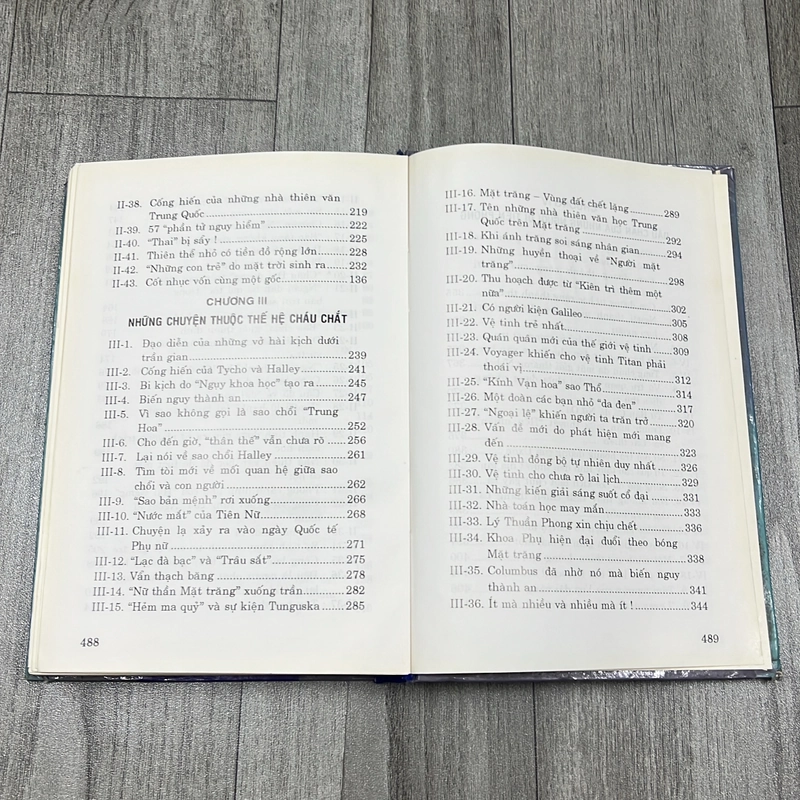 II-38. Cống hiến của những nhà thiên văn
Trung Quốc ........ 219
II-39. 57 "phần tử nguy hiểm" ........ 222
II-40. "Thai" bị sẩy ! ........ 225
II-41. Thiên thể nhỏ có tiền đồ rộng lớn ........ 228
II-42. "Những con trẻ" do mặt trời sinh ra ........ 232
II-43. Cốt nhục vốn cùng một gốc ........ 136
CHƯƠNG III
NHỮNG CHUYỆN THUỘC THẾ HỆ CHÁU CHẮT
III-1. Đạo diễn của những vở hài kịch dưới
trần gian ........ 239
III-2. Cống hiến của Tycho và Halley ........ 241
III-3. Bi kịch do "Ngụy khoa học" tạo ra ........ 245
III-4. Biến nguy thành an ........ 247
III-5. Vì sao không gọi là sao chổi "Trung
Hoa" ........ 252
III-6. Cho đến giờ, "thân thế" vẫn chưa rõ ........ 256
III-7. Lại nói về sao chổi Halley ........ 261
III-8. Tìm tòi mới về mối quan hệ giữa sao
chổi và con người ........ 262
III-9. "Sao bản mệnh" rơi xuống ........ 266
III-10. "Nước mắt" của Tiên Nữ ........ 268
III-11. Chuyện lạ xảy ra vào ngày Quốc tế
Phụ nữ ........ 271
III-12. "Lạc đà bạc" và "Trâu sắt" ........ 275
III-13. Vẩn thạch băng ........ 278
III-14. "Nữ thần Mặt trăng" xuống trần ........ 282
III-15. "Hẻm ma quỷ" và sự kiện Tunguska ........ 285
488
III-16. Mặt trăng – Vùng đất chết lặng ........ 289
III-17. Tên những nhà thiên văn học Trung
Quốc trên Mặt trăng ........ 292
III-18. Khi ánh trăng soi sáng nhân gian ........ 294
III-19. Những huyền thoại về "Người mặt
trăng" ........ 298
III-20. Thu hoạch được từ "Kiên trì thêm một
nữa" ........ 302
III-21. Có người kiện Galileo ........ 305
III-22. Vệ tinh trẻ nhất ........ 308
III-23. Quán quân mới của thế giới vệ tinh ........ 309
III-24. Voyager khiến cho vệ tinh Titan phải
thoái vị ........ 312
III-25. "Kính Vạn hoa" sao Thổ ........ 314
III-26. Một đoàn các bạn nhỏ "da đen" ........ 317
III-27. "Ngoại lệ" khiến người ta trăn trở ........ 320
III-28. Vấn đề mới do phát hiện mới mang
đến ........ 323
III-29. Vệ tinh đồng bộ tự nhiên duy nhất ........ 326
III-30. Vệ tinh cho chưa rõ lai lịch ........ 329
III-31. Những kiến giải sáng suốt cổ đại ........ 331
III-32. Nhà toán học may mắn ........ 333
III-33. Lý Thuần Phong xin chịu chết ........ 336
III-34. Khoa Phụ hiện đại đuổi theo bóng
Mặt trăng ........ 338
III-35. Columbus đã nhờ nó mà biến nguy
thành an ........ 341
III-36. Ít mà nhiều và nhiều mà ít ! ........ 344
489